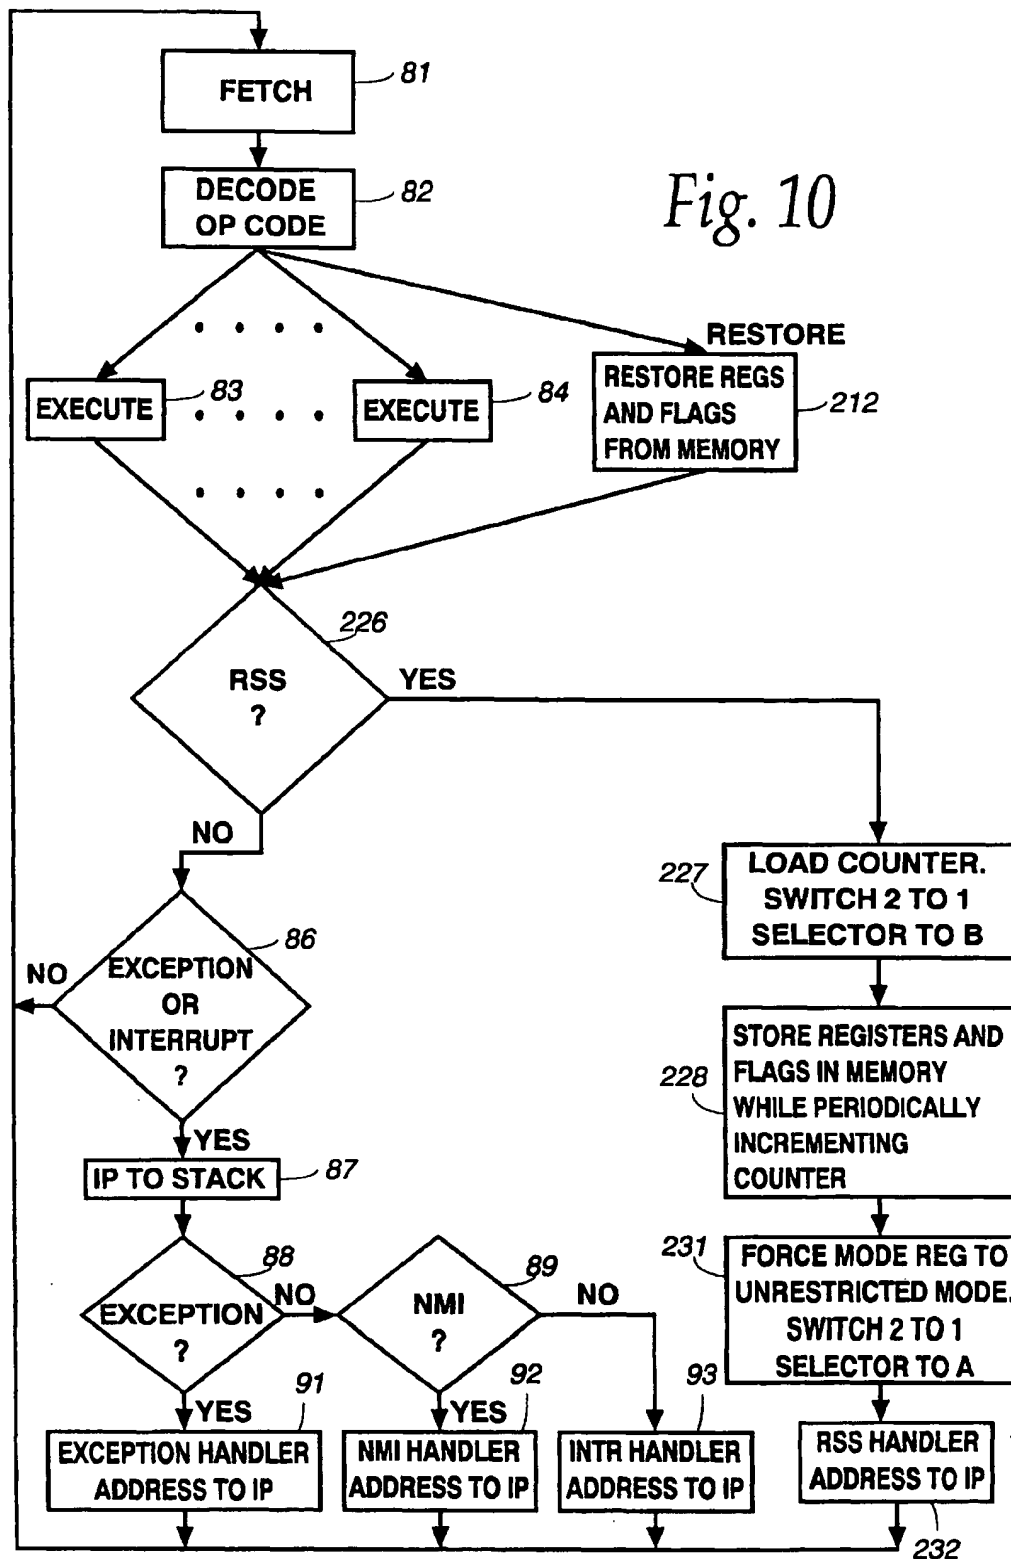 FETCH
81
DECODE
OP CODE
82
Fig. 10
RESTORE
EXECUTE
83
EXECUTE
84
RESTORE REGS
AND FLAGS
FROM MEMORY
212
RSS
?
226
YES
NO
LOAD COUNTER.
SWITCH 2 TO 1
SELECTOR TO B
227
EXCEPTION
OR
INTERRUPT
?
86
NO
YES
STORE REGISTERS AND
FLAGS IN MEMORY
WHILE PERIODICALLY
INCREMENTING
COUNTER
228
IP TO STACK
87
EXCEPTION
?
88
NO
NMI
?
89
NO
FORCE MODE REG TO
UNRESTRICTED MODE.
SWITCH 2 TO 1
SELECTOR TO A
231
YES
91
YES
92
93
EXCEPTION HANDLER
ADDRESS TO IP
NMI HANDLER
ADDRESS TO IP
INTR HANDLER
ADDRESS TO IP
RSS HANDLER
ADDRESS TO IP
232